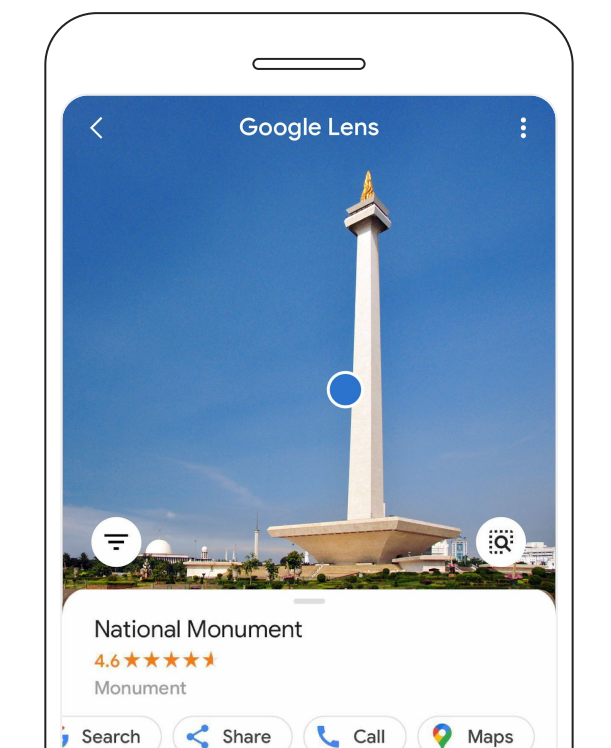 Google Lens
National Monument
4.6
Monument
Search Share Call Maps